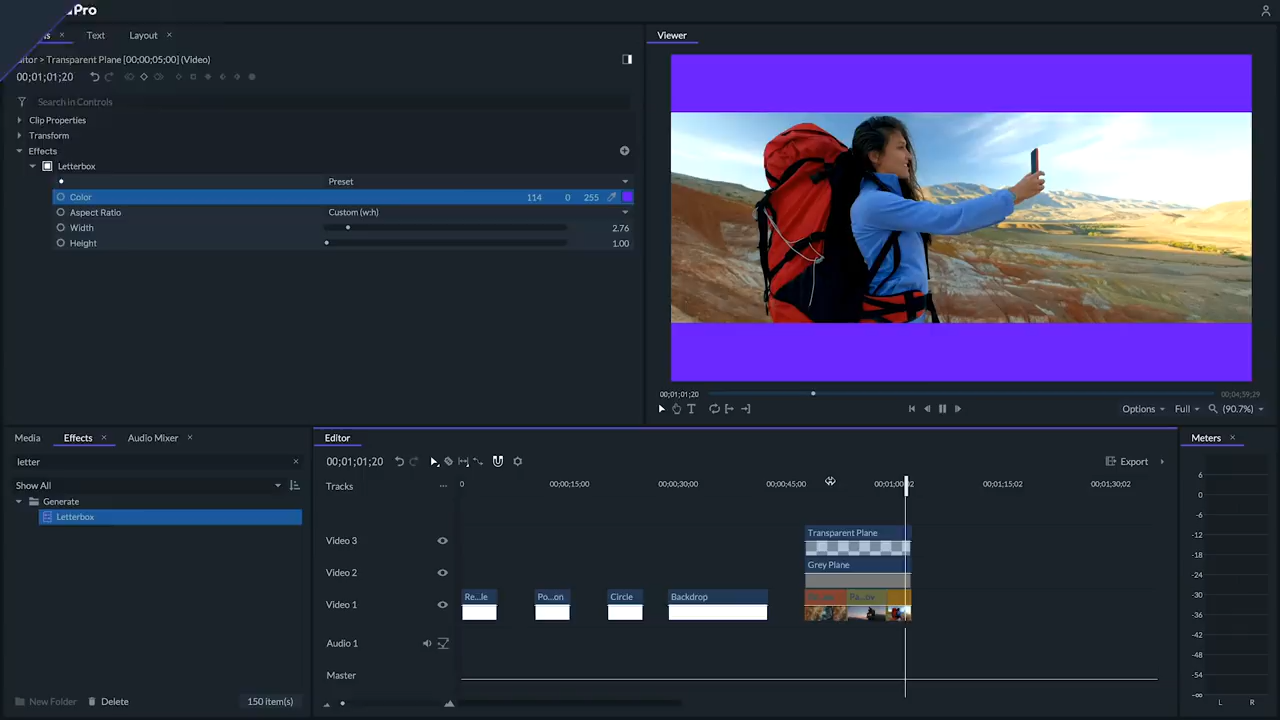 Pro
Text
Layout
Viewer
Transparent Plane [00;00;05;00] (Video)
00;01;01;20
Search in Controls
Clip Properties
Transform
Effects
Letterbox
Preset
Color 114 0 255
Aspect Ratio Custom (w:h)
Width 2.76
Height 1.00
00;01;01;20
00;04;59;29
Options
Full
(90.7%)
Media
Effects
Audio Mixer
letter
Show All
Generate
Letterbox
New Folder
Delete
150 item(s)
Editor
00;01;01;20
Export
Tracks
0
00;00;15;00
00;00;30;00
00;00;45;00
00;01;15;02
00;01;30;02
Video 3
Transparent Plane
Video 2
Grey Plane
Video 1
Re...le
Po...on
Circle
Backdrop
Pa...ov
Audio 1
Master
Meters
6
0
-6
-12
-18
-24
-30
-36
-42
-48
-54
-∞
L R